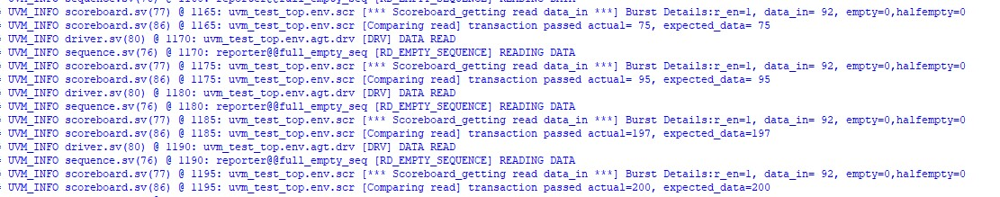 UVM_INFO sequence.sv(76) @ 1160: reporter@@full_empty_seq [RD_EMPTY_SEQUENCE] READING DATA
= UVM_INFO scoreboard.sv(77) @ 1165: uvm_test_top.env.scr [*** Scoreboard_getting read data_in ***] Burst Details:r_en=1, data_in= 92, empty=0,halfempty=0
= UVM_INFO scoreboard.sv(86) @ 1165: uvm_test_top.env.scr [Comparing read] transaction passed actual= 75, expected_data= 75
= UVM_INFO driver.sv(80) @ 1170: uvm_test_top.env.agt.drv [DRV] DATA READ
= UVM_INFO sequence.sv(76) @ 1170: reporter@@full_empty_seq [RD_EMPTY_SEQUENCE] READING DATA
= UVM_INFO scoreboard.sv(77) @ 1175: uvm_test_top.env.scr [*** Scoreboard_getting read data_in ***] Burst Details:r_en=1, data_in= 92, empty=0,halfempty=0
= UVM_INFO scoreboard.sv(86) @ 1175: uvm_test_top.env.scr [Comparing read] transaction passed actual= 95, expected_data= 95
= UVM_INFO driver.sv(80) @ 1180: uvm_test_top.env.agt.drv [DRV] DATA READ
= UVM_INFO sequence.sv(76) @ 1180: reporter@@full_empty_seq [RD_EMPTY_SEQUENCE] READING DATA
= UVM_INFO scoreboard.sv(77) @ 1185: uvm_test_top.env.scr [*** Scoreboard_getting read data_in ***] Burst Details:r_en=1, data_in= 92, empty=0,halfempty=0
= UVM_INFO scoreboard.sv(86) @ 1185: uvm_test_top.env.scr [Comparing read] transaction passed actual=197, expected_data=197
= UVM_INFO driver.sv(80) @ 1190: uvm_test_top.env.agt.drv [DRV] DATA READ
= UVM_INFO sequence.sv(76) @ 1190: reporter@@full_empty_seq [RD_EMPTY_SEQUENCE] READING DATA
= UVM_INFO scoreboard.sv(77) @ 1195: uvm_test_top.env.scr [*** Scoreboard_getting read data_in ***] Burst Details:r_en=1, data_in= 92, empty=0,halfempty=0
= UVM_INFO scoreboard.sv(86) @ 1195: uvm_test_top.env.scr [Comparing read] transaction passed actual=200, expected_data=200